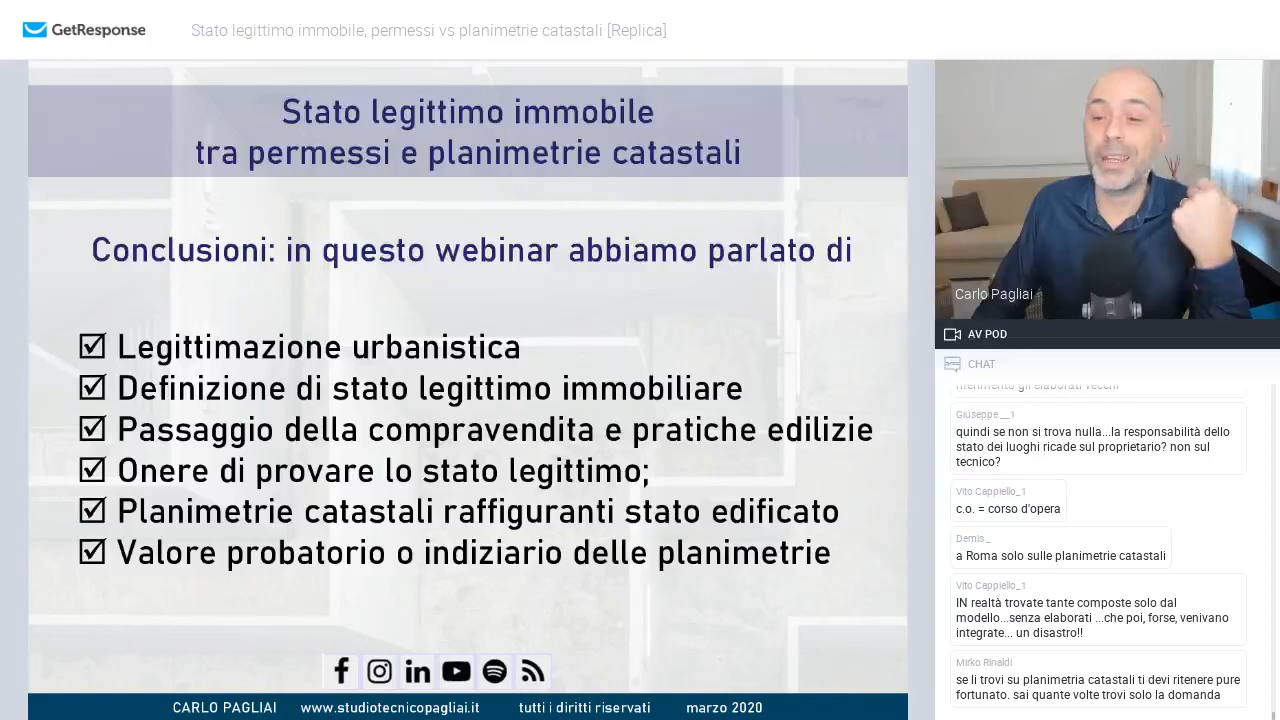 GetResponse
Stato legittimo immobile, permessi vs planimetrie catastali [Replica]
Stato legittimo immobile
tra permessi e planimetrie catastali
Conclusioni: in questo webinar abbiamo parlato di
☑ Legittimazione urbanistica
☑ Definizione di stato legittimo immobiliare
☑ Passaggio della compravendita e pratiche edilizie
☑ Onere di provare lo stato legittimo;
☑ Planimetrie catastali raffiguranti stato edificato
☑ Valore probatorio o indiziario delle planimetrie
CARLO PAGLIAI www.studiotecnicopagliai.it tutti i diritti riservati marzo 2020
Carlo Pagliai
AV POD
CHAT
riferimento gli elaborati vecchi
Giuseppe__1
quindi se non si trova nulla...la responsabilità dello
stato dei luoghi ricade sul proprietario? non sul
tecnico?
Vito Cappiello_1
c.o. = corso d'opera
Demis_
a Roma solo sulle planimetrie catastali
Vito Cappiello_1
IN realtà trovate tante composte solo dal
modello...senza elaborati ...che poi, forse, venivano
integrate... un disastro!!
Mirko Rinaldi
se li trovi su planimetria catastali ti devi ritenere pure
fortunato. sai quante volte trovi solo la domanda